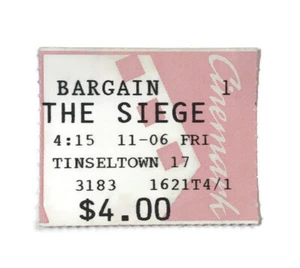 BARGAIN 1
THE SIEGE
4:15 11-06 FRI
TINSELTOWN 17
3183 1621T4/1
$4.00
Cinemark